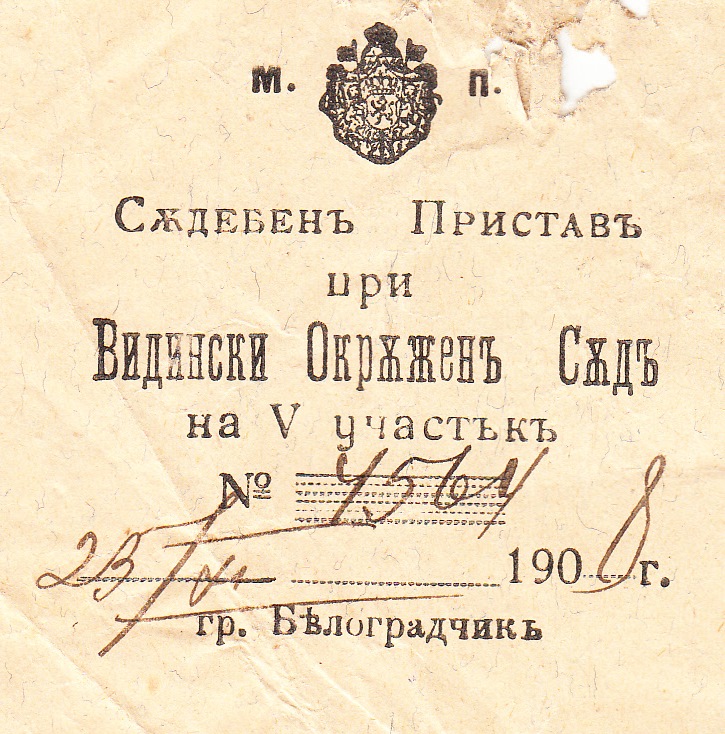 М. П.
Сѫдебенъ Приставъ
при
Видински Окрѫженъ Сѫдъ
на V участъкъ
№ 4564
23/ 1908 г.
гр. Бѣлоградчикъ